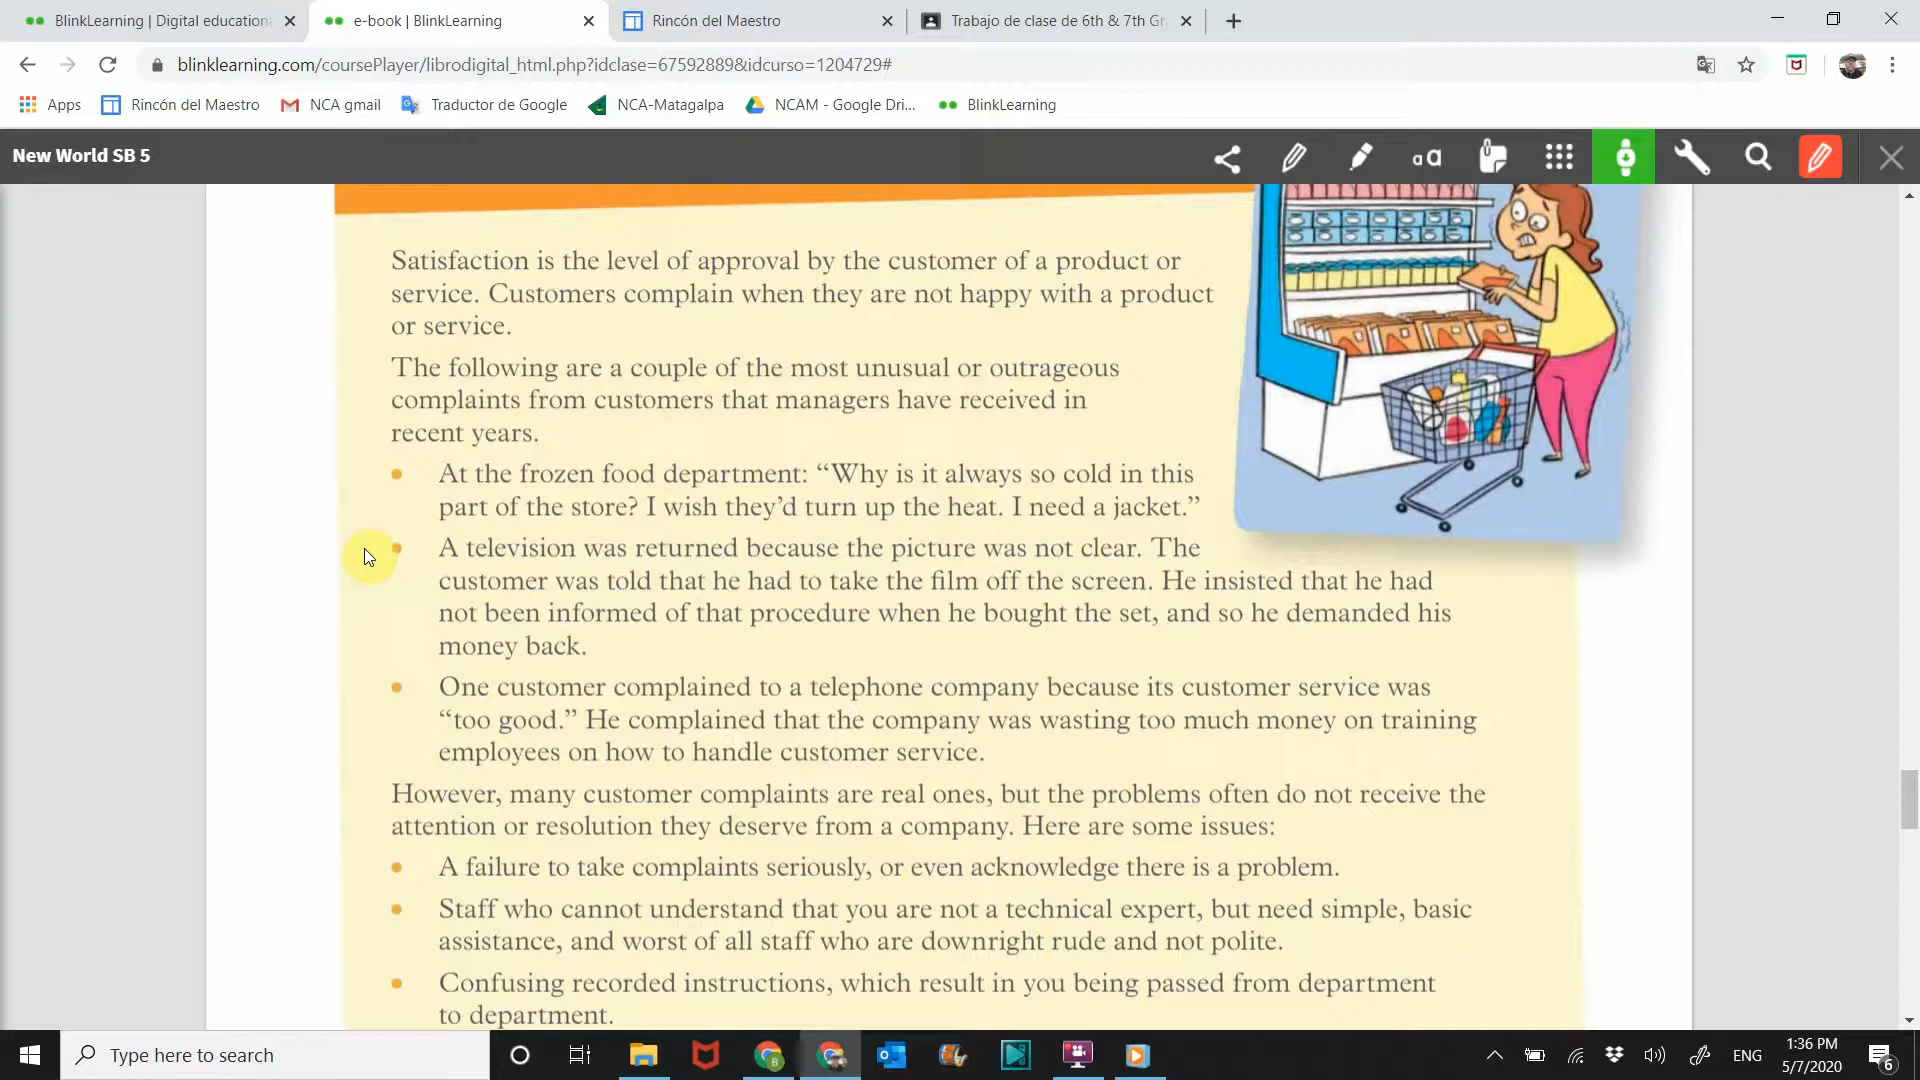 BlinkLearning | Digital education
e-book | BlinkLearning
Rincón del Maestro
Trabajo de clase de 6th & 7th Gr
blinklearning.com/coursePlayer/librodigital_html.php?idclase=67592889&idcurso=1204729#
Apps
Rincón del Maestro
NCA gmail
Traductor de Google
NCA-Matagalpa
NCAM - Google Dri...
BlinkLearning
New World SB 5
aa
Satisfaction is the level of approval by the customer of a product or
service. Customers complain when they are not happy with a product
or service.
The following are a couple of the most unusual or outrageous
complaints from customers that managers have received in
recent years.
• At the frozen food department: “Why is it always so cold in this
part of the store? I wish they’d turn up the heat. I need a jacket.”
• A television was returned because the picture was not clear. The
customer was told that he had to take the film off the screen. He insisted that he had
not been informed of that procedure when he bought the set, and so he demanded his
money back.
• One customer complained to a telephone company because its customer service was
“too good.” He complained that the company was wasting too much money on training
employees on how to handle customer service.
However, many customer complaints are real ones, but the problems often do not receive the
attention or resolution they deserve from a company. Here are some issues:
• A failure to take complaints seriously, or even acknowledge there is a problem.
• Staff who cannot understand that you are not a technical expert, but need simple, basic
assistance, and worst of all staff who are downright rude and not polite.
• Confusing recorded instructions, which result in you being passed from department
to department.
Type here to search
ENG
1:36 PM
5/7/2020
6